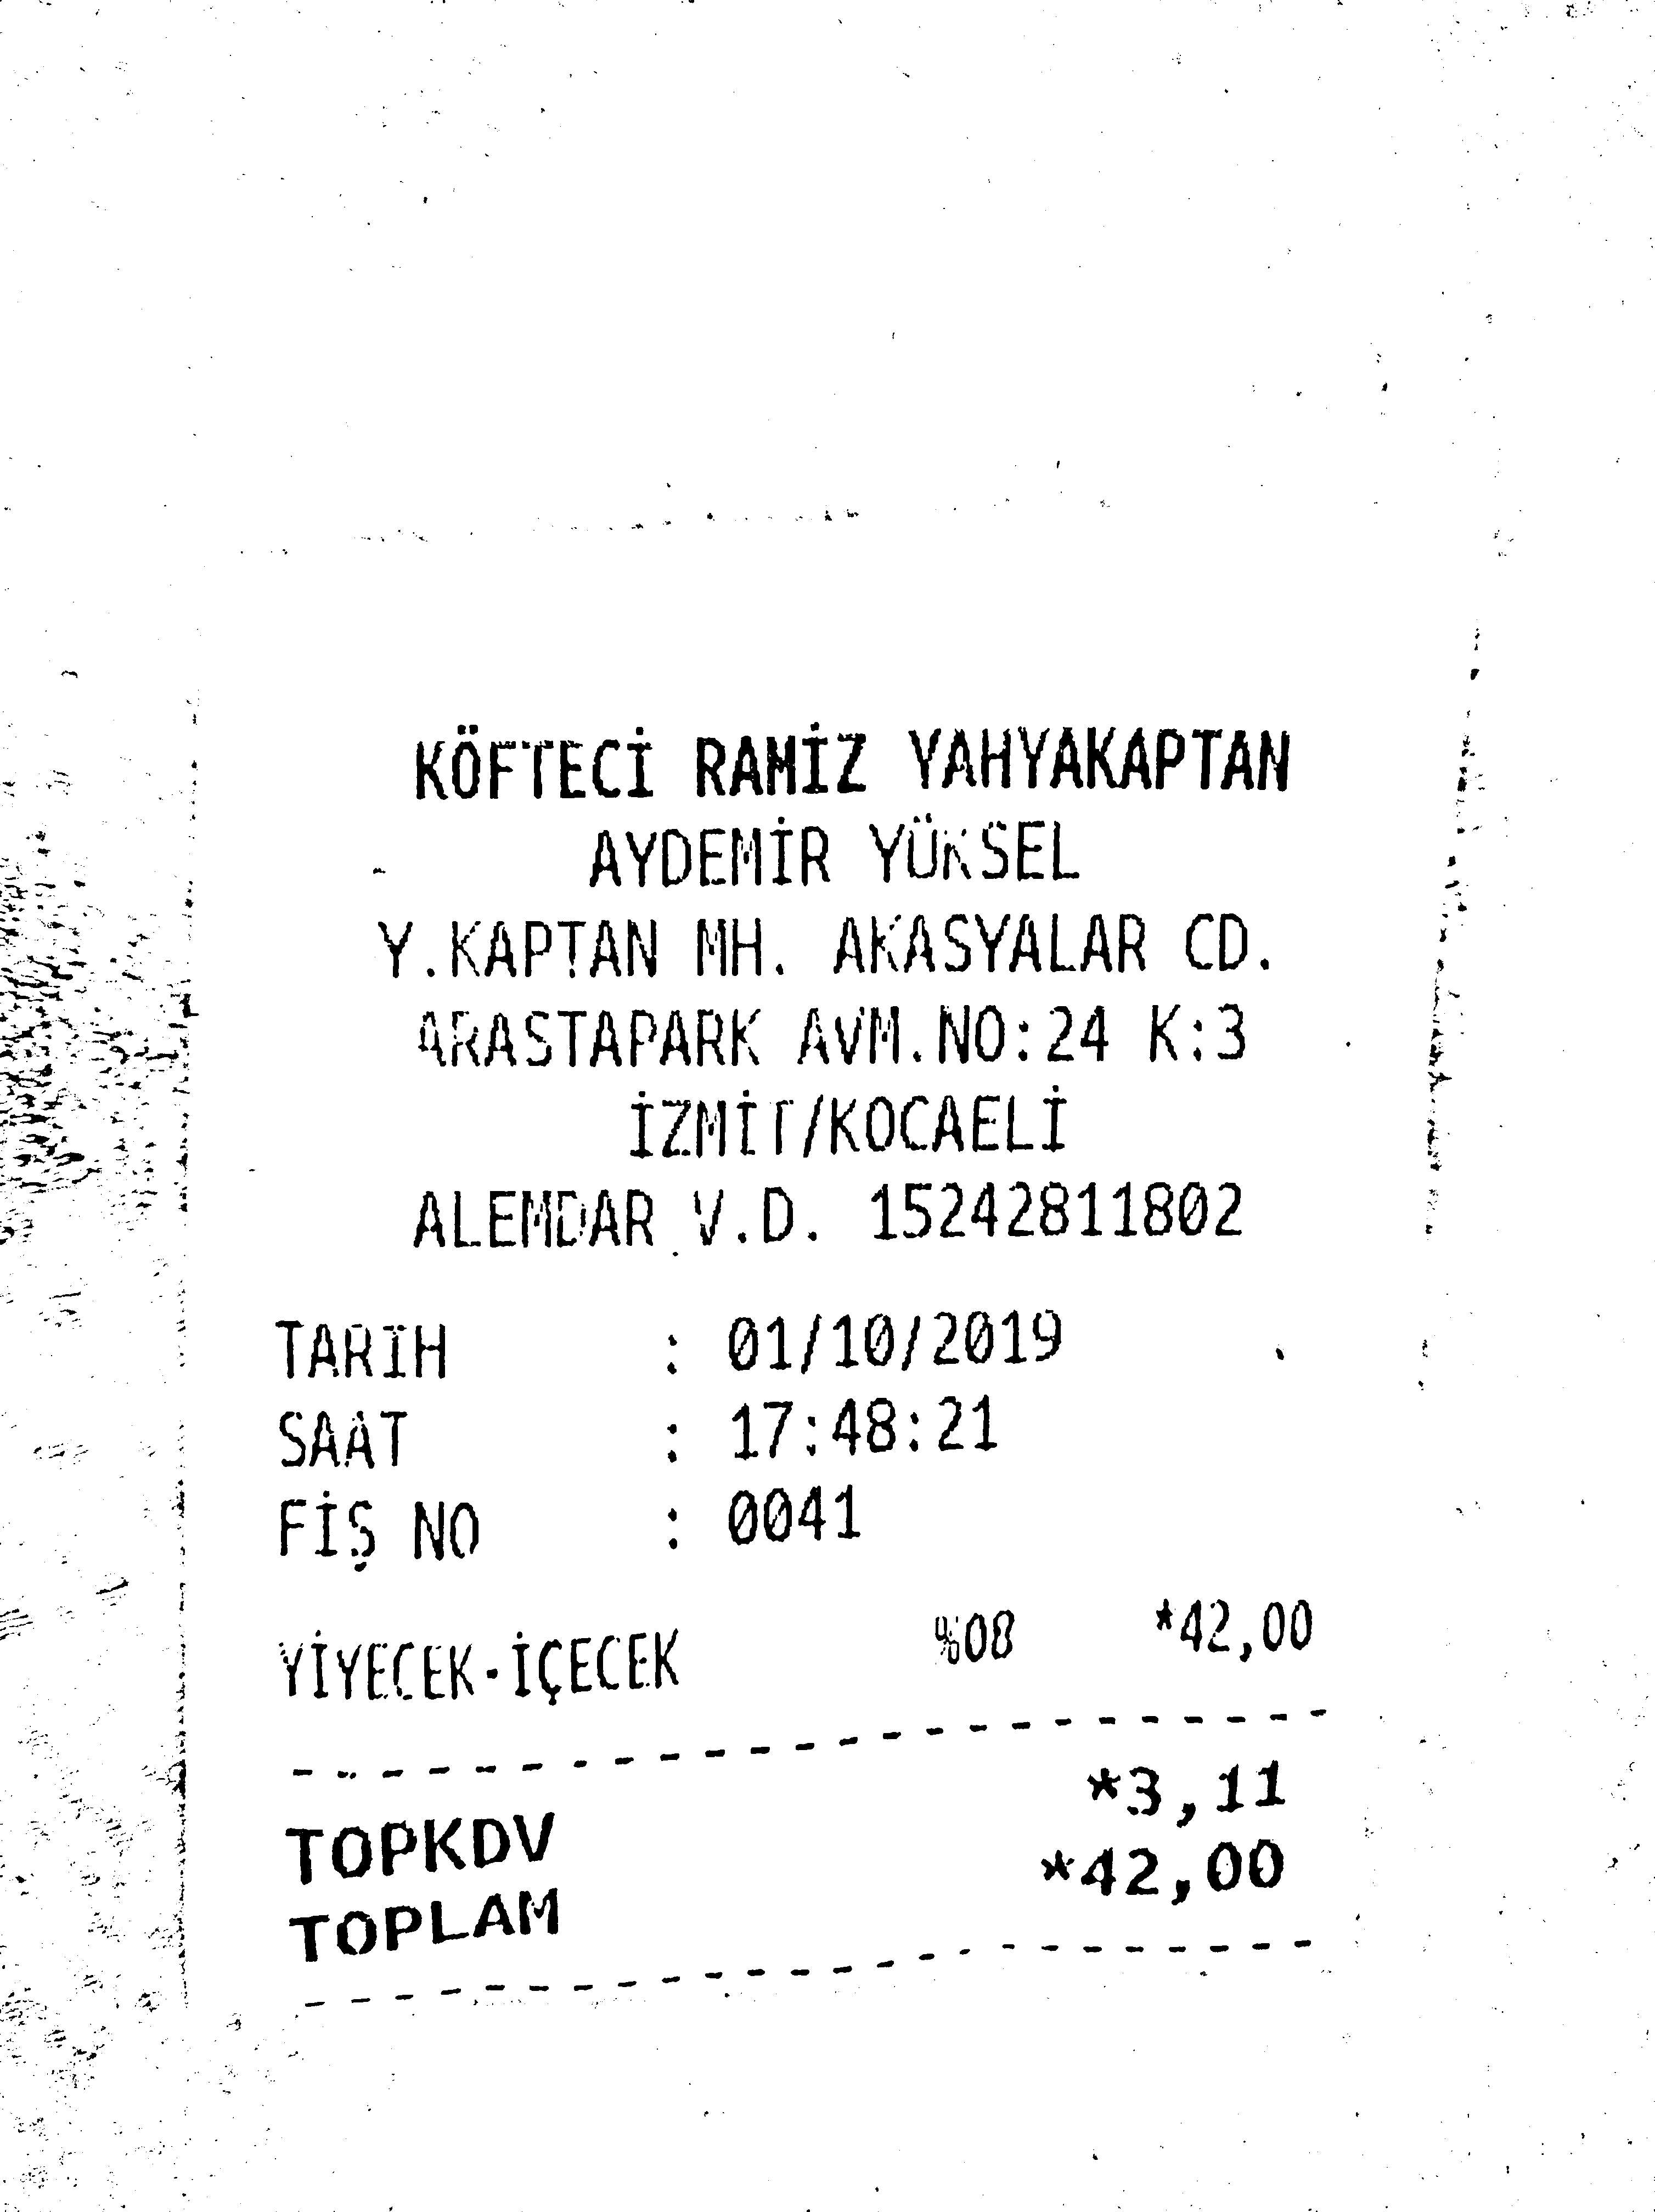 KÖFTECİ RAMİZ YAHYAKAPTAN
AYDEMİR YÜKSEL
Y.KAPTAN MH. AKASYALAR CD.
ARASTAPARK AVM.NO:24 K:3
İZMİT/KOCAELİ
ALEMDAR V.D. 15242811802
TARİH : 01/10/2019
SAAT : 17:48:21
FİŞ NO : 0041
YİYECEK-İÇECEK %08 *42,00
TOPKDV *3,11
TOPLAM *42,00